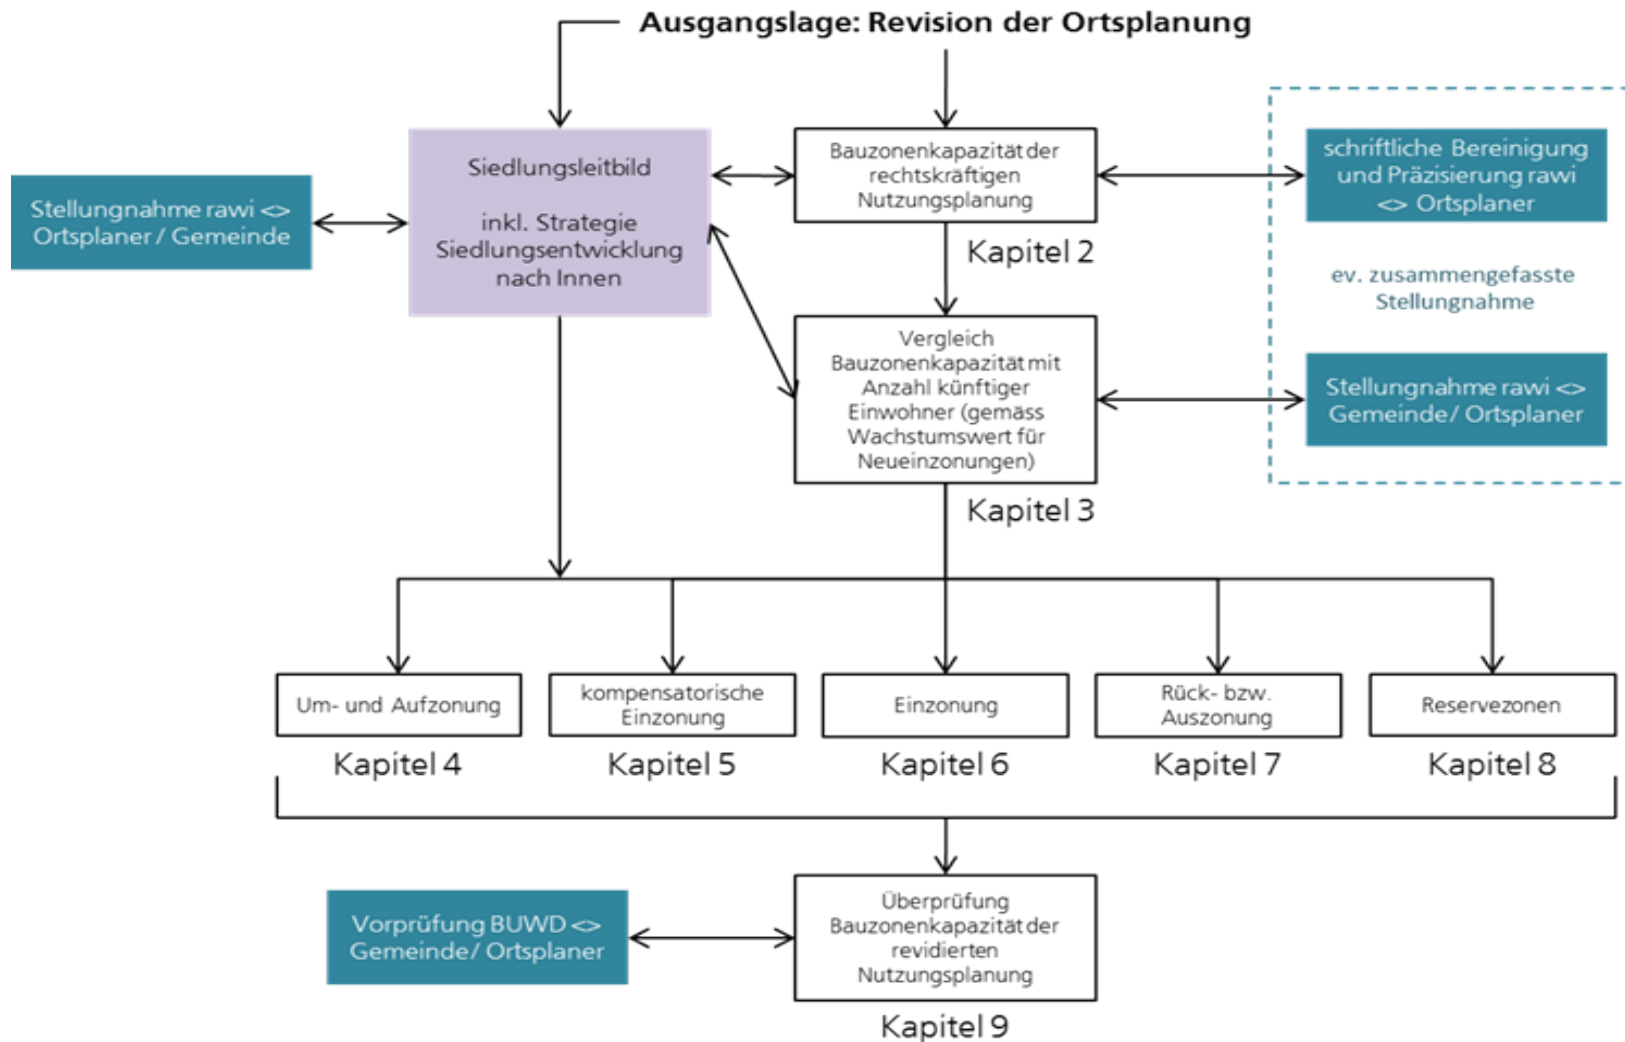 Ausgangslage: Revision der Ortsplanung
Stellungnahme rawi <>
Ortsplaner / Gemeinde
Siedlungsleitbild
inkl. Strategie
Siedlungsentwicklung
nach Innen
Bauzonenkapazität der
rechtskräftigen
Nutzungsplanung
Kapitel 2
schriftliche Bereinigung
und Präzisierung rawi
<> Ortsplaner
ev. zusammengefasste
Stellungnahme
Vergleich
Bauzonenkapazität mit
Anzahl künftiger
Einwohner (gemäss
Wachstumswert für
Neueinzonungen)
Kapitel 3
Stellungnahme rawi <>
Gemeinde/ Ortsplaner
Um- und Aufzonung
Kapitel 4
kompensatorische
Einzonung
Kapitel 5
Einzonung
Kapitel 6
Rück- bzw.
Auszonung
Kapitel 7
Reservezonen
Kapitel 8
Vorprüfung BUWD <>
Gemeinde/ Ortsplaner
Überprüfung
Bauzonenkapazität der
revidierten
Nutzungsplanung
Kapitel 9